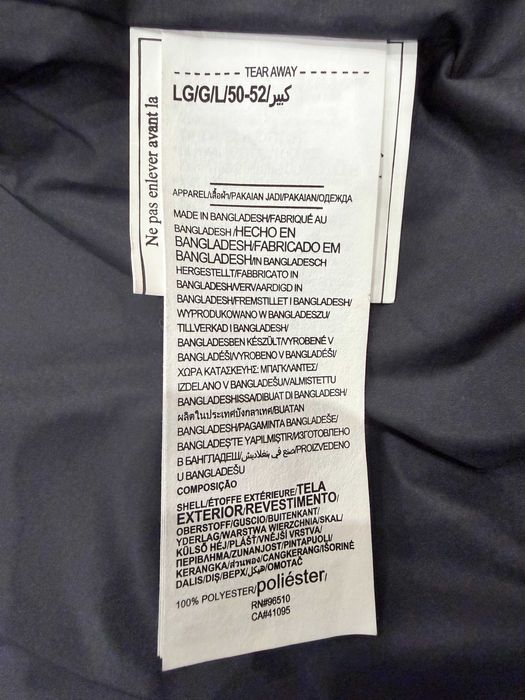 TEAR AWAY
LG/G/L/50-52/كبير
Ne pas enlever avant la
APPAREL/เสื้อผ้า/PAKAIAN JADI/PAKAIAN/ОДЕЖДА
MADE IN BANGLADESH/FABRIQUÉ AU
BANGLADESH/HECHO EN
BANGLADESH/FABRICADO EM
BANGLADESH/IN BANGLADESCH
HERGESTELLT/FABBRICATO IN
BANGLADESH/VERVAARDIGD IN
BANGLADESH/FREMSTILLET I BANGLADESH/
WYPRODUKOWANO W BANGLADESZU/
TILLVERKAD I BANGLADESH/
BANGLADESBEN KÉSZÜLT/VYROBENÉ V
BANGLADÉŠI/VYROBENO V BANGLADÉŠI/
ΧΩΡΑ ΚΑΤΑΣΚΕΥΗΣ: ΜΠΑΓΚΛΑΝΤΕΣ/
IZDELANO V BANGLADEŠU/VALMISTETTU
BANGLADESHISSA/DIBUAT DI BANGLADESH/
ผลิตในประเทศบังกลาเทศ/BUATAN
BANGLADESH/PAGAMINTA BANGLADEŠE/
BANGLADEŞ'TE YAPILMIŞTIR/ИЗГОТОВЛЕНО
В БАНГЛАДЕШ/صنع في بنغلاديش/PROIZVEDENO
U BANGLADEŠU
COMPOSIÇÃO
SHELL/ÉTOFFE EXTÉRIEURE/TELA
EXTERIOR/REVESTIMENTO/
OBERSTOFF/GUSCIO/BUITENKANT/
YDERLAG/WARSTWA WIERZCHNIA/SKAL/
KÜLSŐ HÉJ/PLÁŠŤ/VNĚJŠÍ VRSTVA/
ΠΕΡΙΒΛΗΜΑ/ZUNANJOST/PINTAPUOLI/
KERANGKA/ส่วนพอง/CANGKERANG/IŠORINĖ
DALIS/DIŞ/ВЕРХ/هيكل/OMOTAČ
100% POLYESTER/poliéster/
RN#96510
CA#41095